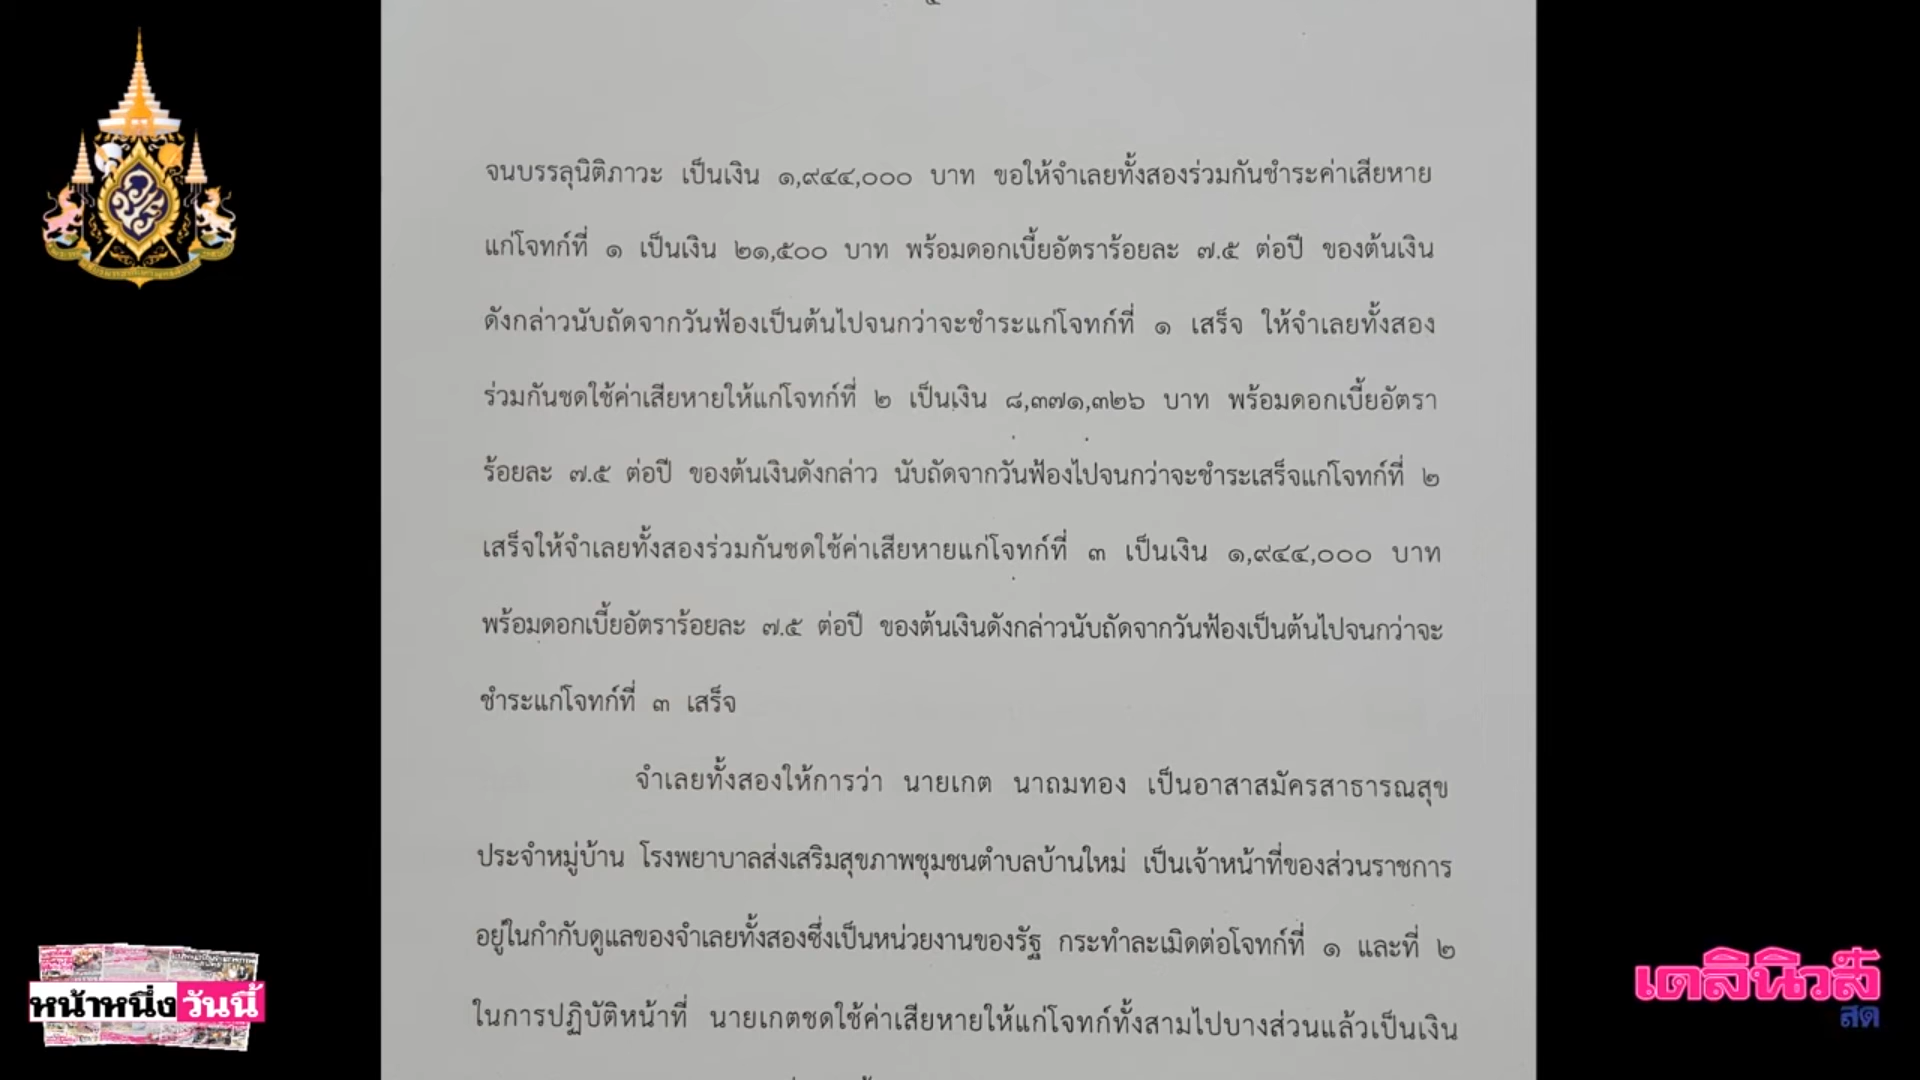 จนบรรลุนิติภาวะ เป็นเงิน ๑,๙๔๔,๐๐๐ บาท ขอให้จำเลยทั้งสองร่วมกันชำระค่าเสียหาย
แก่โจทก์ที่ ๑ เป็นเงิน ๒๑,๕๐๐ บาท พร้อมดอกเบี้ยอัตราร้อยละ ๗.๕ ต่อปี ของต้นเงิน
ดังกล่าวนับถัดจากวันฟ้องเป็นต้นไปจนกว่าจะชำระแก่โจทก์ที่ ๑ เสร็จ ให้จำเลยทั้งสอง
ร่วมกันชดใช้ค่าเสียหายให้แก่โจทก์ที่ ๒ เป็นเงิน ๘,๓๗๑,๓๒๖ บาท พร้อมดอกเบี้ยอัตรา
ร้อยละ ๗.๕ ต่อปี ของต้นเงินดังกล่าว นับถัดจากวันฟ้องไปจนกว่าจะชำระเสร็จแก่โจทก์ที่ ๒
เสร็จให้จำเลยทั้งสองร่วมกันชดใช้ค่าเสียหายแก่โจทก์ที่ ๓ เป็นเงิน ๑,๙๔๔,๐๐๐ บาท
พร้อมดอกเบี้ยอัตราร้อยละ ๗.๕ ต่อปี ของต้นเงินดังกล่าวนับถัดจากวันฟ้องเป็นต้นไปจนกว่าจะ
ชำระแก่โจทก์ที่ ๓ เสร็จ
จำเลยทั้งสองให้การว่า นายเกต นาถมทอง เป็นอาสาสมัครสาธารณสุข
ประจำหมู่บ้าน โรงพยาบาลส่งเสริมสุขภาพชุมชนตำบลบ้านใหม่ เป็นเจ้าหน้าที่ของส่วนราชการ
อยู่ในกำกับดูแลของจำเลยทั้งสองซึ่งเป็นหน่วยงานของรัฐ กระทำละเมิดต่อโจทก์ที่ ๑ และที่ ๒
ในการปฏิบัติหน้าที่ นายเกตชดใช้ค่าเสียหายให้แก่โจทก์ทั้งสามไปบางส่วนแล้วเป็นเงิน
หน้าหนึ่งวันนี้
เดลินิวส์
สด